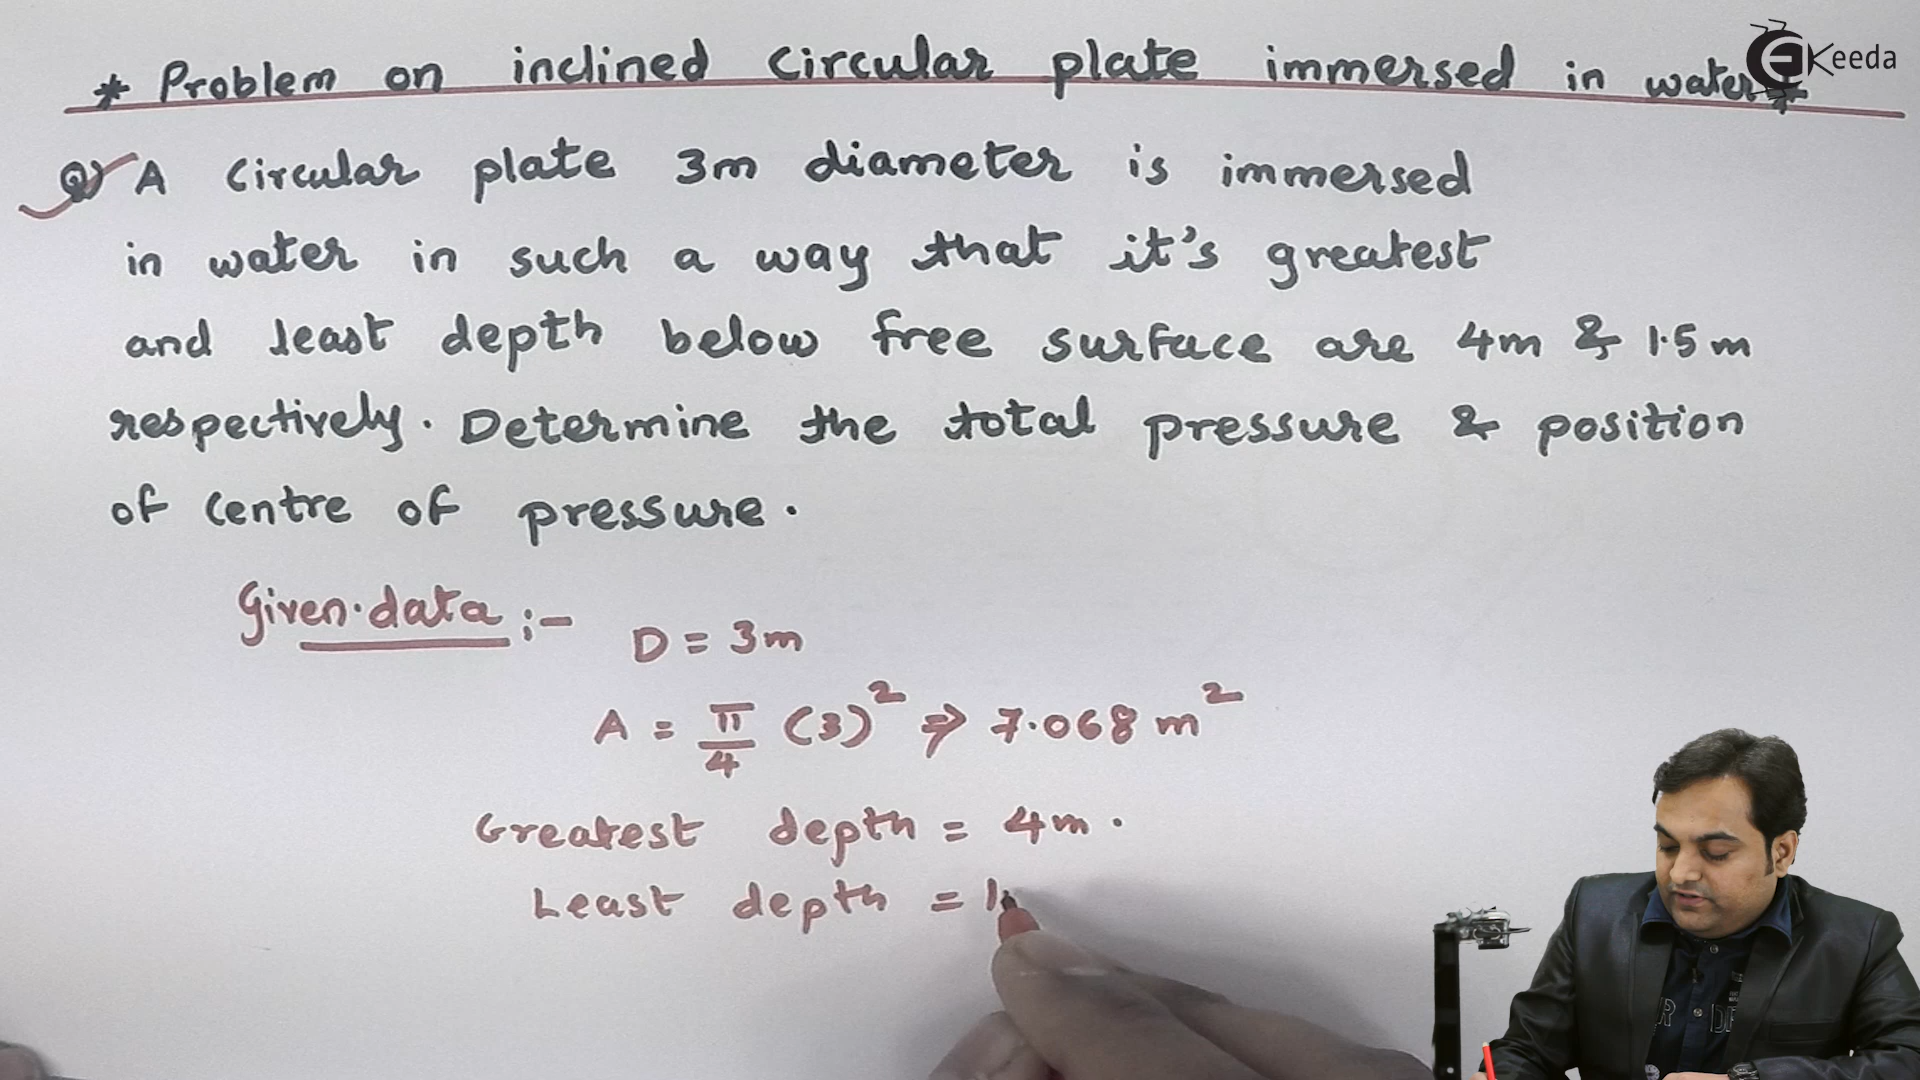 * Problem on inclined circular plate immersed in water *
Keeda
Q) A circular plate 3m diameter is immersed
in water in such a way that it's greatest
and least depth below free surface are 4m & 1.5m
respectively. Determine the total pressure & position
of centre of pressure.
Given data :-
D = 3m
A = π/4 (3)² ⇒ 7.068 m²
Greatest depth = 4m.
Least depth = 1